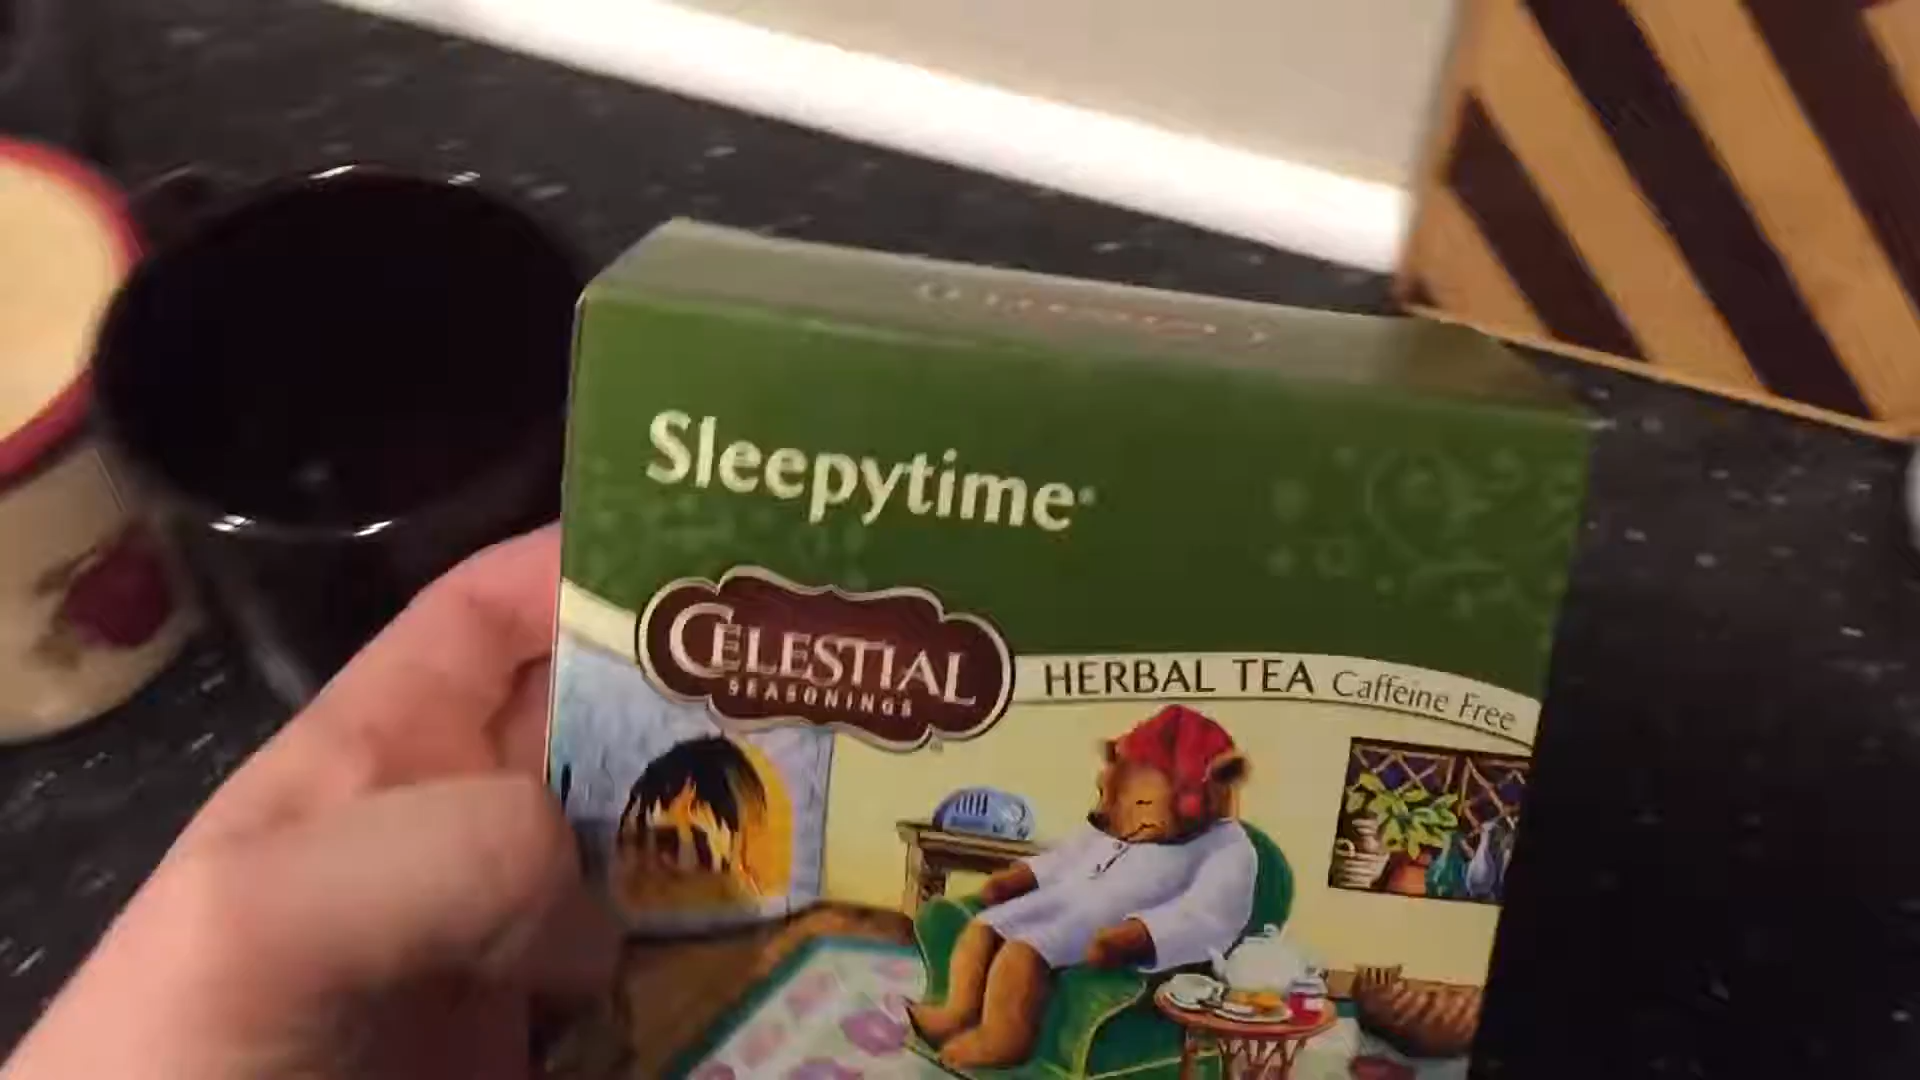 Sleepytime
CELESTIAL
SEASONINGS
HERBAL TEA Caffeine Free